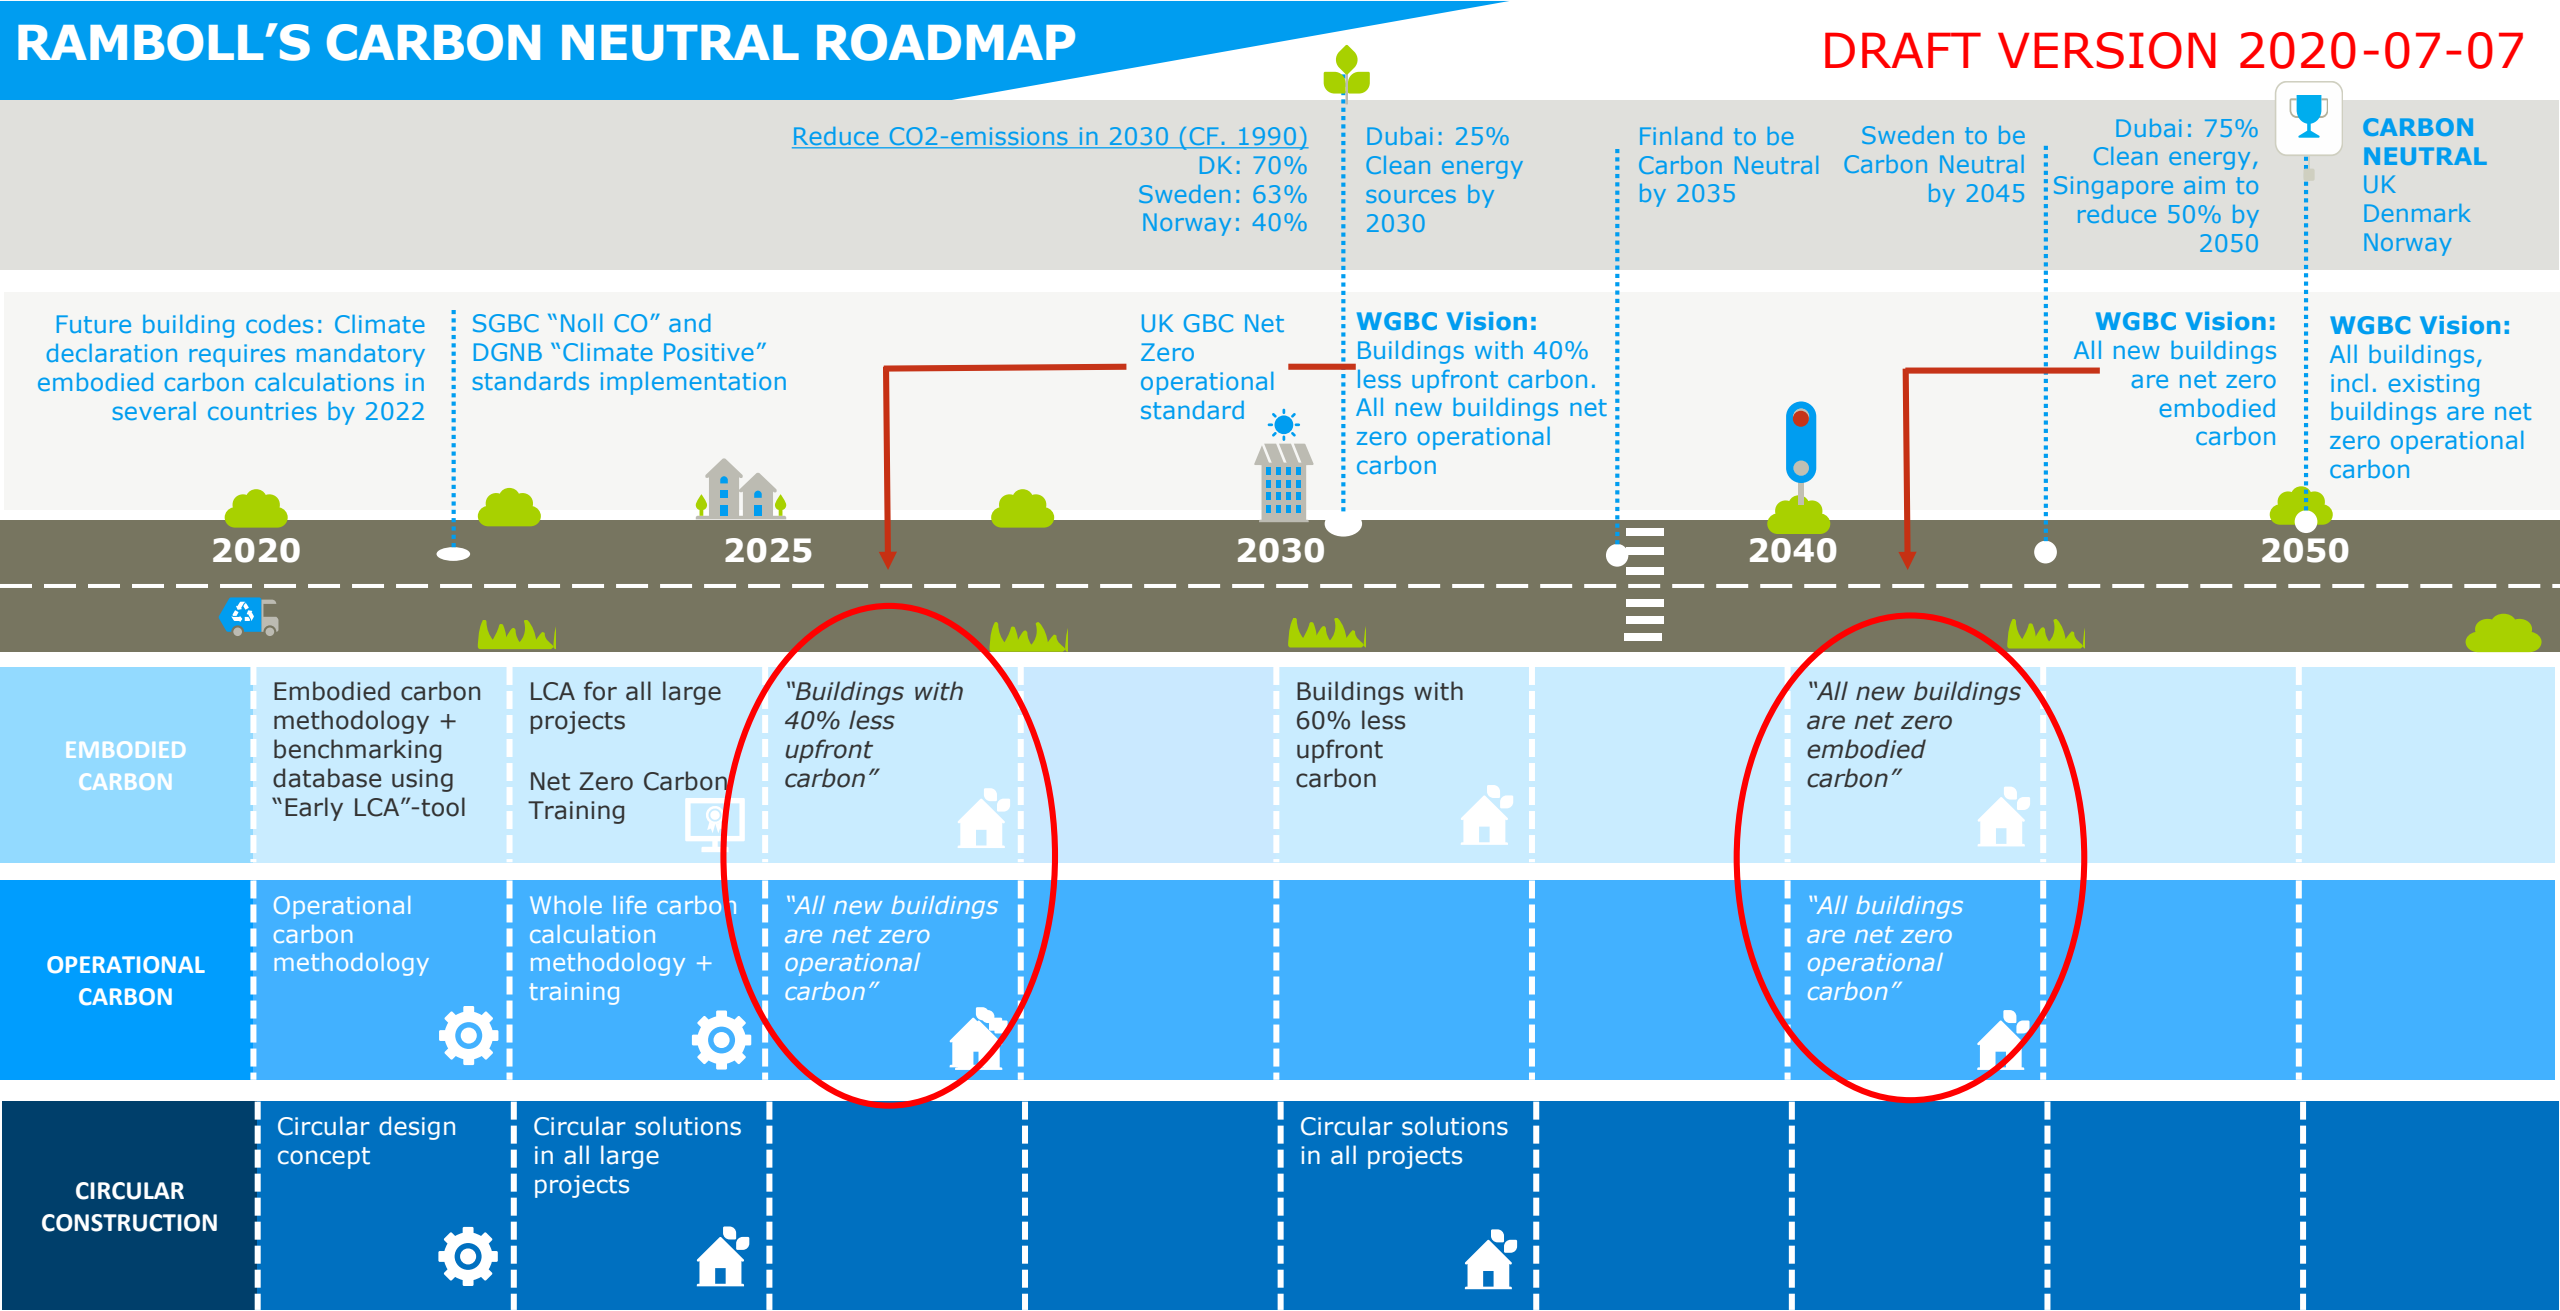 RAMBOLL’S CARBON NEUTRAL ROADMAP
DRAFT VERSION 2020-07-07
Reduce CO2-emissions in 2030 (CF. 1990)
DK: 70%
Sweden: 63%
Norway: 40%
Dubai: 25%
Clean energy
sources by
2030
Finland to be
Carbon Neutral
by 2035
Sweden to be
Carbon Neutral
by 2045
Dubai: 75%
Clean energy,
Singapore aim to
reduce 50% by
2050
CARBON
NEUTRAL
UK
Denmark
Norway
Future building codes: Climate
declaration requires mandatory
embodied carbon calculations in
several countries by 2022
SGBC “Noll CO” and
DGNB “Climate Positive”
standards implementation
UK GBC Net
Zero
operational
standard
WGBC Vision:
Buildings with 40%
less upfront carbon.
All new buildings net
zero operational
carbon
WGBC Vision:
All new buildings
are net zero
embodied
carbon
WGBC Vision:
All buildings,
incl. existing
buildings are net
zero operational
carbon
2020
2025
2030
2040
2050
EMBODIED
CARBON
Embodied carbon
methodology +
benchmarking
database using
“Early LCA”-tool
LCA for all large
projects
Net Zero Carbon
Training
“Buildings with
40% less
upfront
carbon”
Buildings with
60% less
upfront
carbon
“All new buildings
are net zero
embodied
carbon”
OPERATIONAL
CARBON
Operational
carbon
methodology
Whole life carbon
calculation
methodology +
training
“All new buildings
are net zero
operational
carbon”
“All buildings
are net zero
operational
carbon”
CIRCULAR
CONSTRUCTION
Circular design
concept
Circular solutions
in all large
projects
Circular solutions
in all projects